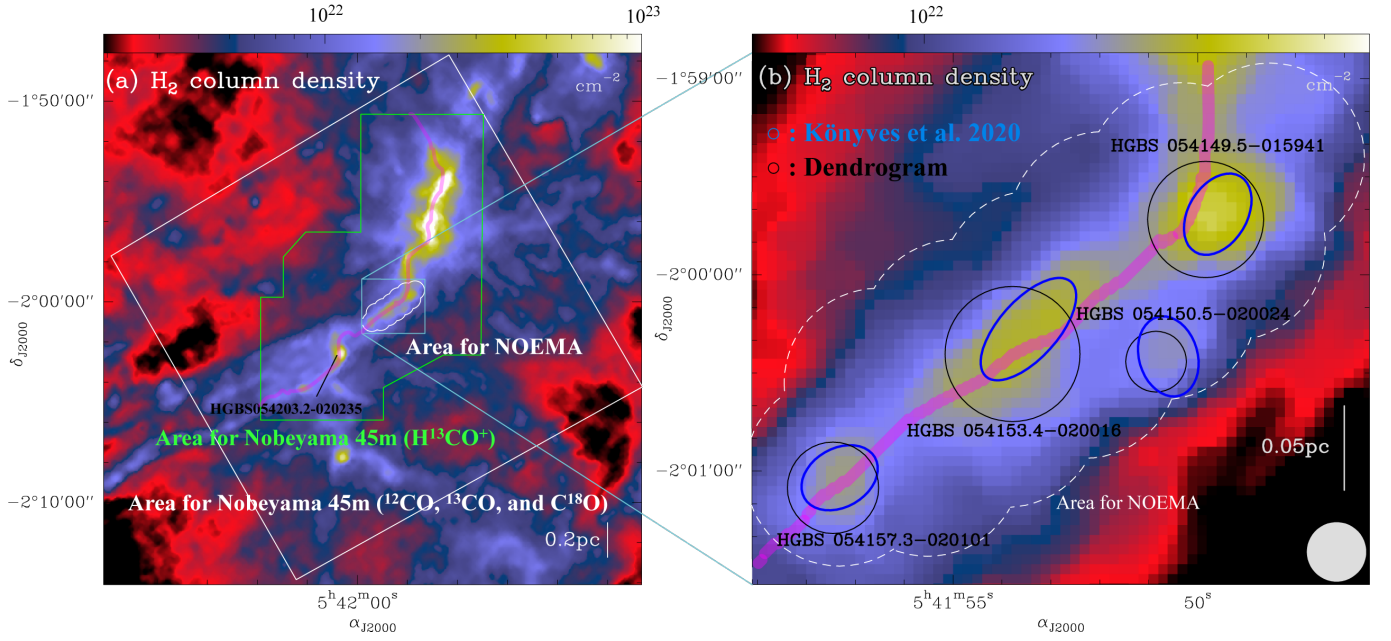 10²² 10²³
(a) H₂ column density
cm⁻²
−1°50′00′′
−2°00′00′′
−2°10′00′′
δJ2000
Area for NOEMA
HGBS054203.2-020235
Area for Nobeyama 45m (H¹³CO⁺)
Area for Nobeyama 45m (¹²CO, ¹³CO, and C¹⁸O)
0.2pc
5ʰ42ᵐ00ˢ
αJ2000
10²²
(b) H₂ column density
cm⁻²
−1°59′00′′
−2°00′00′′
−2°01′00′′
δJ2000
○ : Könyves et al. 2020
○ : Dendrogram
HGBS 054149.5−015941
HGBS 054150.5−020024
HGBS 054153.4−020016
HGBS 054157.3−020101
0.05pc
Area for NOEMA
5ʰ41ᵐ55ˢ 50ˢ
αJ2000